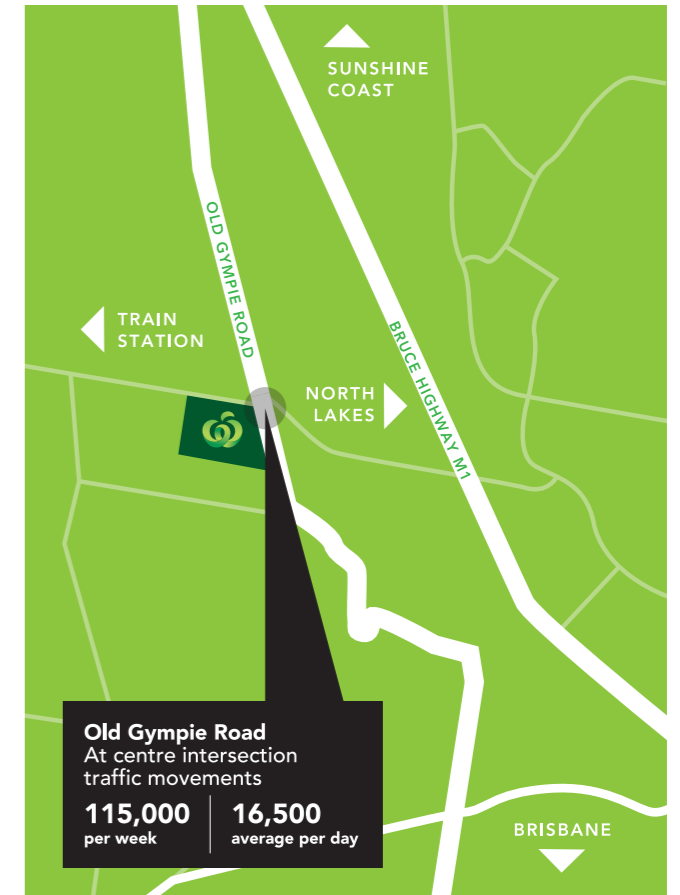 SUNSHINE
COAST
OLD GYMPIE ROAD
TRAIN
STATION
BRUCE HIGHWAY M1
NORTH
LAKES
Old Gympie Road
At centre intersection
traffic movements
115,000
per week
16,500
average per day
BRISBANE